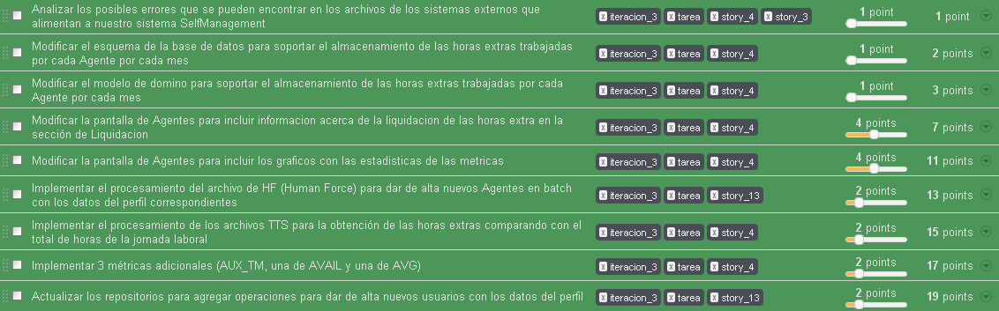 Analizar los posibles errores que se pueden encontrar en los archivos de los sistemas externos que
alimentan a nuestro sistema SelfManagement
x iteracion_3 x tarea x story_4 x story_3
1 point
1 point
Modificar el esquema de la base de datos para soportar el almacenamiento de las horas extras trabajadas
por cada Agente por cada mes
x iteracion_3 x tarea x story_4
1 point
2 points
Modificar el modelo de domino para soportar el almacenamiento de las horas extras trabajadas por cada
Agente por cada mes
x iteracion_3 x tarea x story_4
1 point
3 points
Modificar la pantalla de Agentes para incluir informacion acerca de la liquidacion de las horas extra en la
sección de Liquidacion
x iteracion_3 x tarea x story_4
4 points
7 points
Modificar la pantalla de Agentes para incluir los graficos con las estadisticas de las metricas
x iteracion_3 x tarea x story_4
4 points
11 points
Implementar el procesamiento del archivo de HF (Human Force) para dar de alta nuevos Agentes en batch
con los datos del perfil correspondientes
x iteracion_3 x tarea x story_13
2 points
13 points
Implementar el procesamiento de los archivos TTS para la obtención de las horas extras comparando con el
total de horas de la jornada laboral
x iteracion_3 x tarea x story_4
2 points
15 points
Implementar 3 métricas adicionales (AUX_TM, una de AVAIL y una de AVG)
x iteracion_3 x tarea x story_4
2 points
17 points
Actualizar los repositorios para agregar operaciones para dar de alta nuevos usuarios con los datos del perfil
x iteracion_3 x tarea x story_13
2 points
19 points